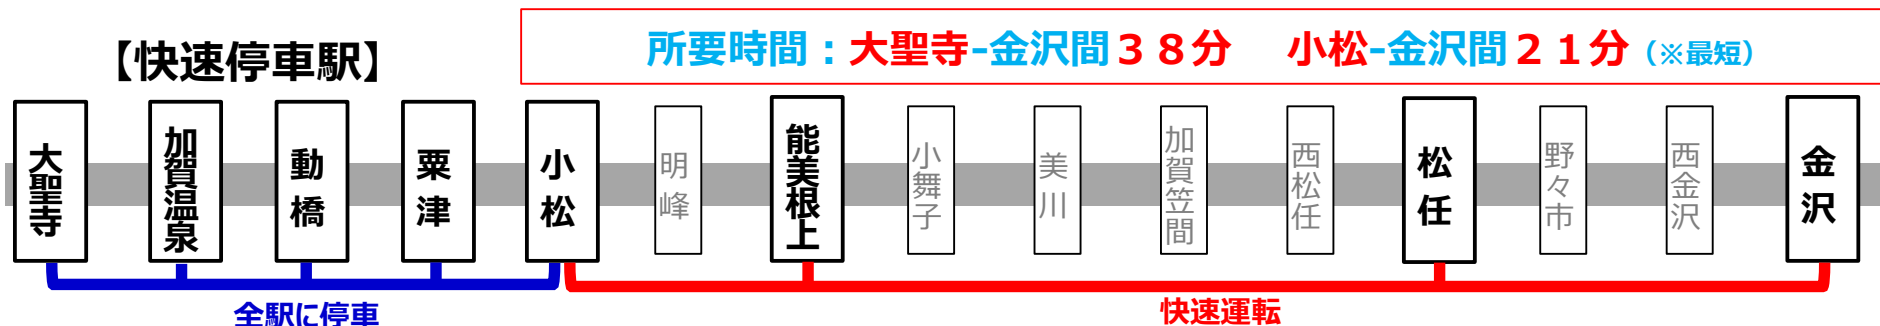 所要時間：大聖寺-金沢間３８分　小松-金沢間２１分（※最短）
【快速停車駅】
大聖寺
加賀温泉
動橋
粟津
小松
明峰
能美根上
小舞子
美川
加賀笠間
西松任
松任
野々市
西金沢
金沢
全駅に停車
快速運転